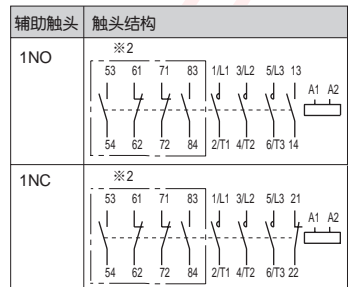 辅助触头 触头结构
1NO
※2
53 61 71 83 1/L1 3/L2 5/L3 13
A1 A2
54 62 72 84 2/T1 4/T2 6/T3 14
1NC
※2
53 61 71 83 1/L1 3/L2 5/L3 21
A1 A2
54 62 72 84 2/T1 4/T2 6/T3 22